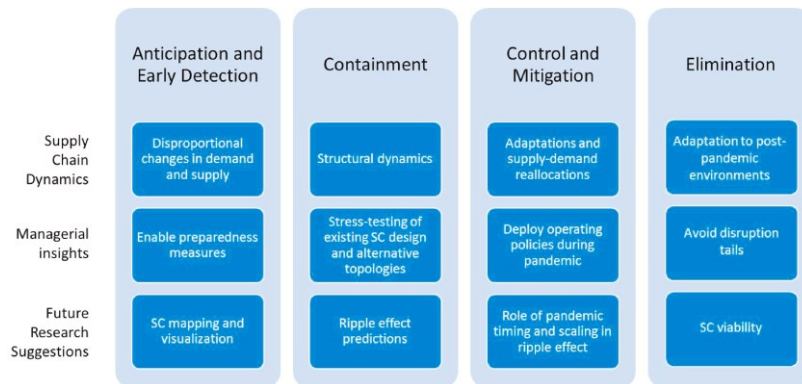 Anticipation and
Early Detection
Containment
Control and
Mitigation
Elimination
Supply
Chain
Dynamics
Disproportional
changes in demand
and supply
Structural dynamics
Adaptations and
supply-demand
reallocations
Adaptation to post-
pandemic
environments
Managerial
insights
Enable preparedness
measures
Stress-testing of
existing SC design
and alternative
topologies
Deploy operating
policies during
pandemic
Avoid disruption
tails
Future
Research
Suggestions
SC mapping and
visualization
Ripple effect
predictions
Role of pandemic
timing and scaling in
ripple effect
SC viability